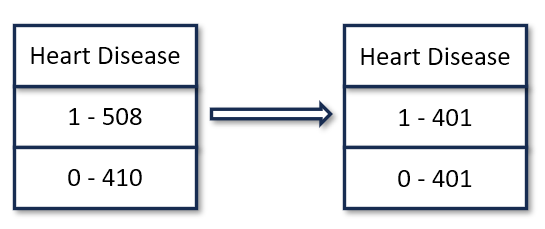 Heart Disease
1 - 508
0 - 410
Heart Disease
1 - 401
0 - 401